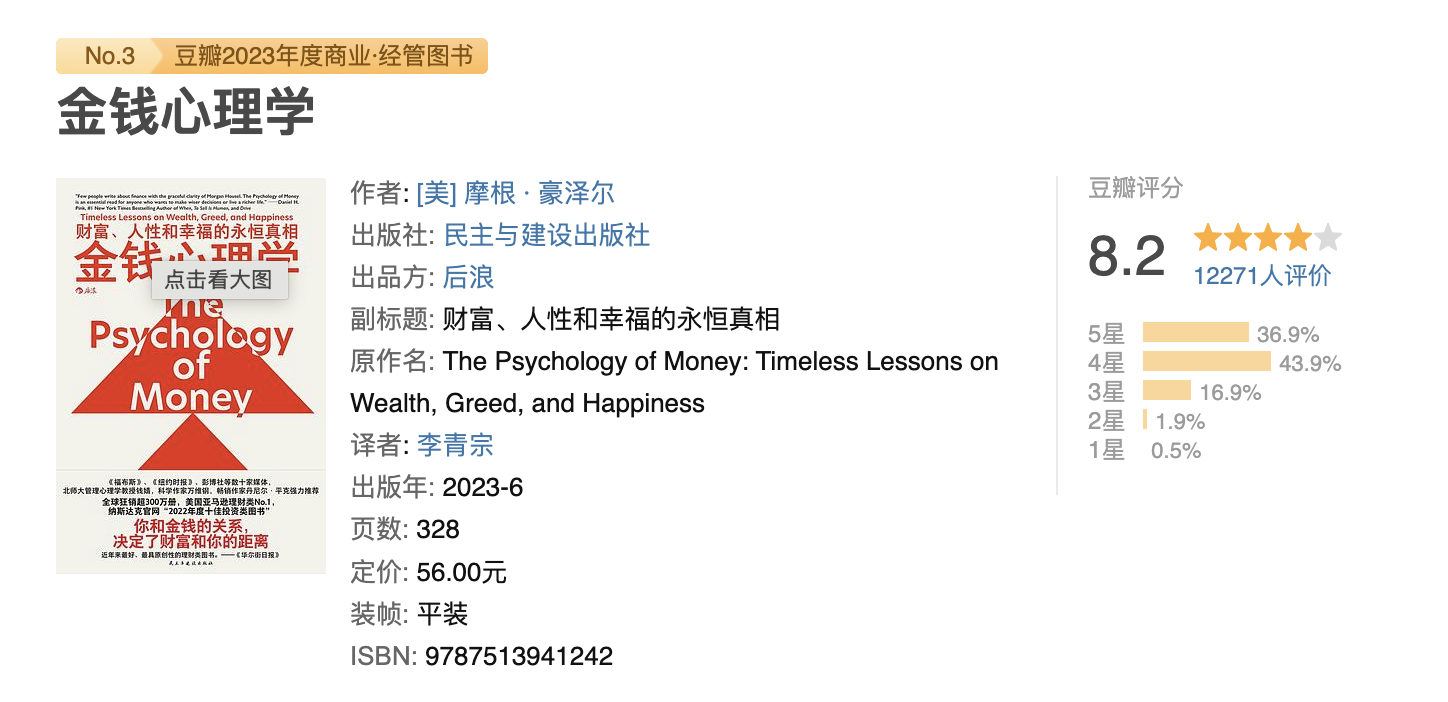 No.3 豆瓣2023年度商业·经管图书
金钱心理学
"Few people write about finance with the graceful clarity of Morgan Housel. The Psychology of Money
is an essential read for anyone who wants to make wiser decisions or live a richer life." —— Daniel H.
Pink, #1 New York Times Bestselling Author of When, To Sell Is Human, and Drive
Timeless Lessons on Wealth, Greed, and Happiness
财富、人性和幸福的永恒真相
金钱心理学
后浪
点击看大图
The
Psychology
of
Money
《福布斯》、《纽约时报》、彭博社等数十家媒体，
北师大管理心理学教授钱婧，科学作家万维钢，畅销作家丹尼尔·平克强力推荐
全球狂销超300万册，美国亚马逊理财类No.1，
纳斯达克官网“2022年度十佳投资类图书”
你和金钱的关系，
决定了财富和你的距离
近年来最好、最具原创性的理财类图书。——《华尔街日报》
民主与建设出版社
作者: [美] 摩根 · 豪泽尔
出版社: 民主与建设出版社
出品方: 后浪
副标题: 财富、人性和幸福的永恒真相
原作名: The Psychology of Money: Timeless Lessons on
Wealth, Greed, and Happiness
译者: 李青宗
出版年: 2023-6
页数: 328
定价: 56.00元
装帧: 平装
ISBN: 9787513941242
豆瓣评分
8.2
12271人评价
5星 36.9%
4星 43.9%
3星 16.9%
2星 1.9%
1星 0.5%